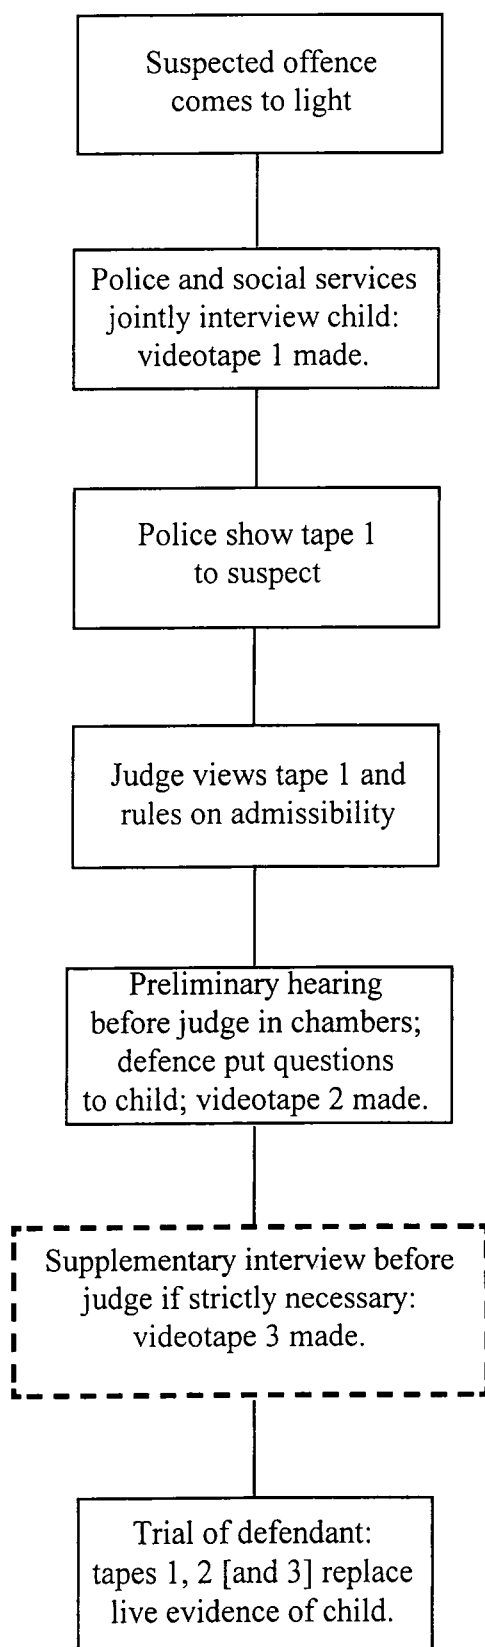 Suspected offence
comes to light
Police and social services
jointly interview child:
videotape 1 made.
Police show tape 1
to suspect
Judge views tape 1 and
rules on admissibility
Preliminary hearing
before judge in chambers;
defence put questions
to child; videotape 2 made.
Supplementary interview before
judge if strictly necessary:
videotape 3 made.
Trial of defendant:
tapes 1, 2 [and 3] replace
live evidence of child.